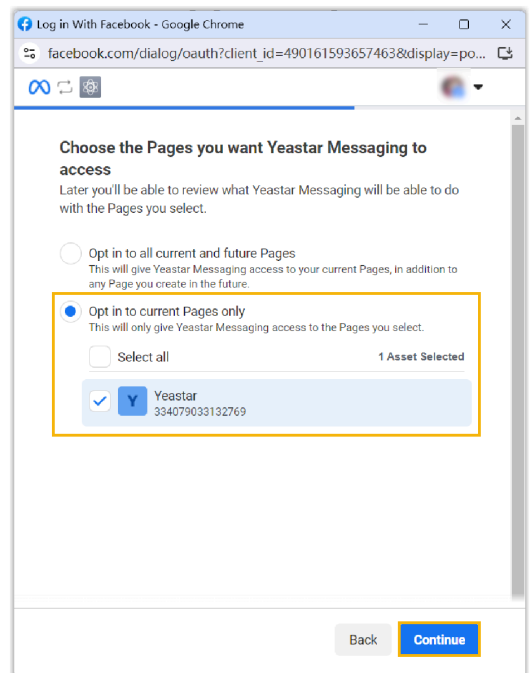 Log in With Facebook - Google Chrome
facebook.com/dialog/oauth?client_id=490161593657463&display=po...
Choose the Pages you want Yeastar Messaging to
access
Later you'll be able to review what Yeastar Messaging will be able to do
with the Pages you select.
Opt in to all current and future Pages
This will give Yeastar Messaging access to your current Pages, in addition to
any Page you create in the future.
Opt in to current Pages only
This will only give Yeastar Messaging access to the Pages you select.
Select all 1 Asset Selected
Y Yeastar
334079033132769
Back Continue